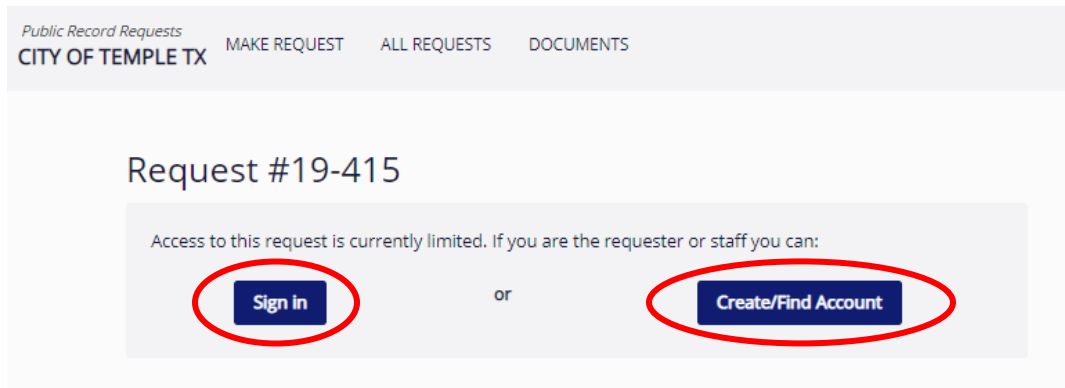 Public Record Requests
CITY OF TEMPLE TX
MAKE REQUEST ALL REQUESTS DOCUMENTS
Request #19-415
Access to this request is currently limited. If you are the requester or staff you can:
Sign in or Create/Find Account